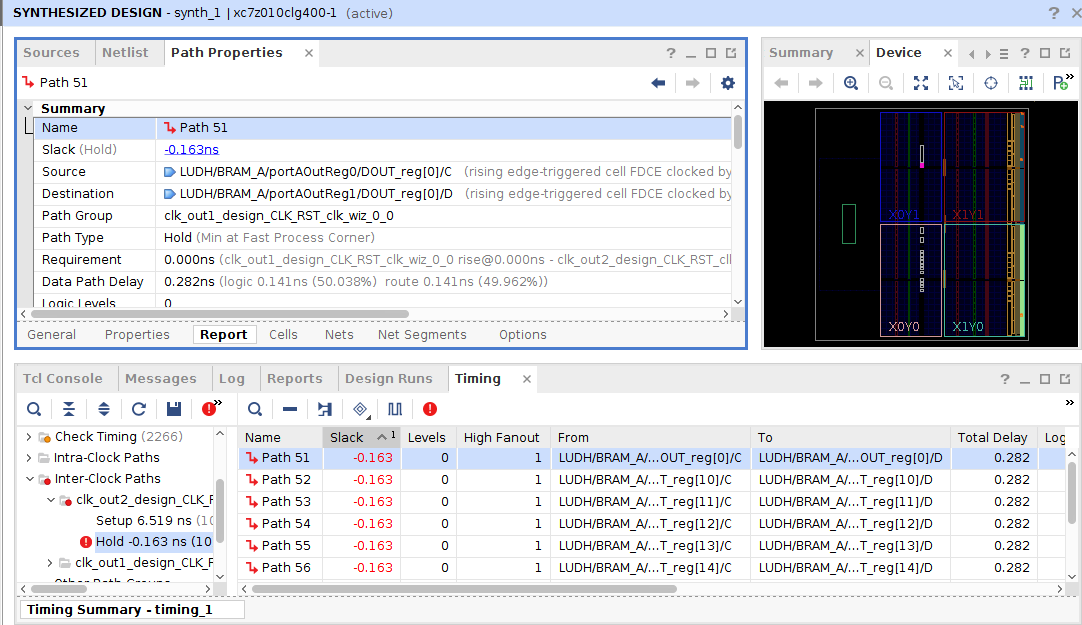 SYNTHESIZED DESIGN - synth_1 | xc7z010clg400-1 (active)
Sources Netlist Path Properties
Path 51
Summary
Name Path 51
Slack (Hold) -0.163ns
Source LUDH/BRAM_A/portAOutReg0/DOUT_reg[0]/C (rising edge-triggered cell FDCE clocked by
Destination LUDH/BRAM_A/portAOutReg1/DOUT_reg[0]/D (rising edge-triggered cell FDCE clocked by
Path Group clk_out1_design_CLK_RST_clk_wiz_0_0
Path Type Hold (Min at Fast Process Corner)
Requirement 0.000ns (clk_out1_design_CLK_RST_clk_wiz_0_0 rise@0.000ns - clk_out2_design_CLK_RST_cl
Data Path Delay 0.282ns (logic 0.141ns (50.038%) route 0.141ns (49.962%))
Logic Levels 0
General Properties Report Cells Nets Net Segments Options
Summary Device
X0Y1 X1Y1
X0Y0 X1Y0
Tcl Console Messages Log Reports Design Runs Timing
Check Timing (2266)
Intra-Clock Paths
Inter-Clock Paths
clk_out2_design_CLK_F
Setup 6.519 ns (10
Hold -0.163 ns (10
clk_out1_design_CLK_F
Other Path Groups
Name Slack 1 Levels High Fanout From To Total Delay Log
Path 51 -0.163 0 1 LUDH/BRAM_A/...OUT_reg[0]/C LUDH/BRAM_A/...OUT_reg[0]/D 0.282
Path 52 -0.163 0 1 LUDH/BRAM_A/...T_reg[10]/C LUDH/BRAM_A/...T_reg[10]/D 0.282
Path 53 -0.163 0 1 LUDH/BRAM_A/...T_reg[11]/C LUDH/BRAM_A/...T_reg[11]/D 0.282
Path 54 -0.163 0 1 LUDH/BRAM_A/...T_reg[12]/C LUDH/BRAM_A/...T_reg[12]/D 0.282
Path 55 -0.163 0 1 LUDH/BRAM_A/...T_reg[13]/C LUDH/BRAM_A/...T_reg[13]/D 0.282
Path 56 -0.163 0 1 LUDH/BRAM_A/...T_reg[14]/C LUDH/BRAM_A/...T_reg[14]/D 0.282
Timing Summary - timing_1